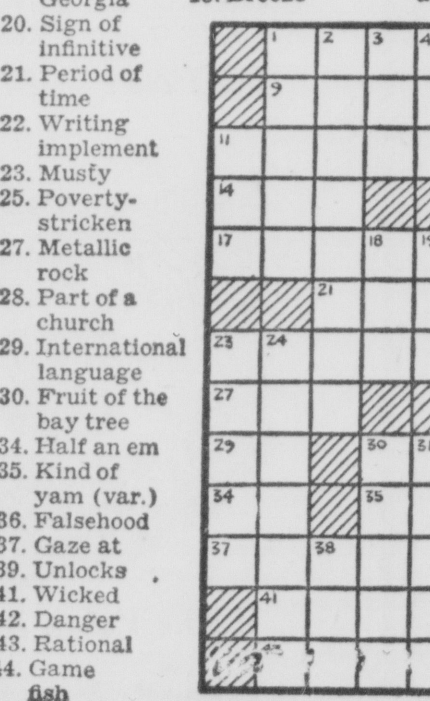 Georgia
20. Sign of
infinitive
21. Period of
time
22. Writing
implement
23. Musty
25. Poverty-
stricken
27. Metallic
rock
28. Part of a
church
29. International
language
30. Fruit of the
bay tree
34. Half an em
35. Kind of
yam (var.)
36. Falsehood
37. Gaze at
39. Unlocks
41. Wicked
42. Danger
43. Rational
44. Game
fish
1 2 3 4
9
11
14
17 18 19
21
23 24
27
29 30 31
34 35
37 38
41